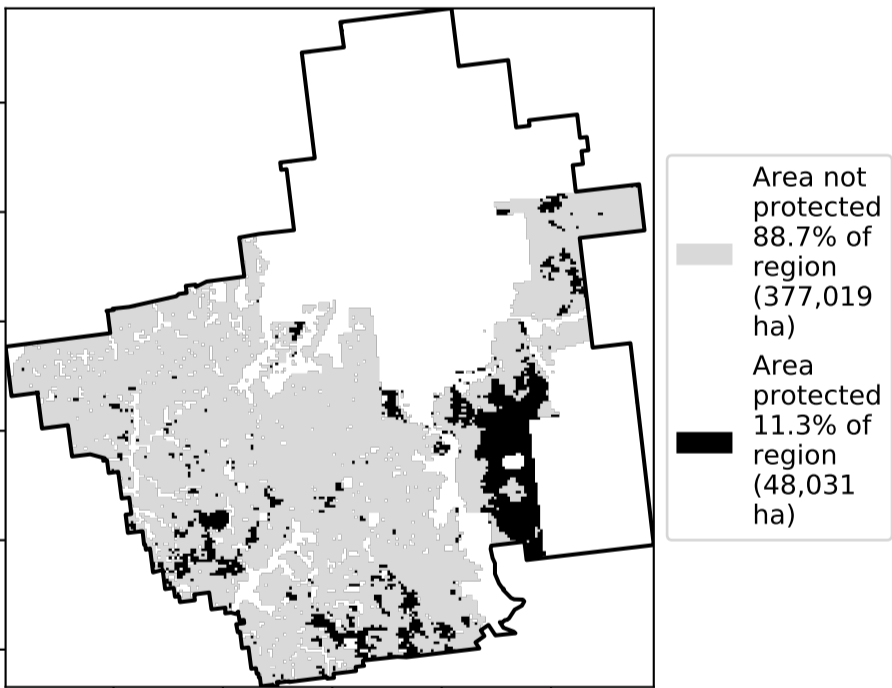 Area not
protected
88.7% of
region
(377,019
ha)
Area
protected
11.3% of
region
(48,031
ha)